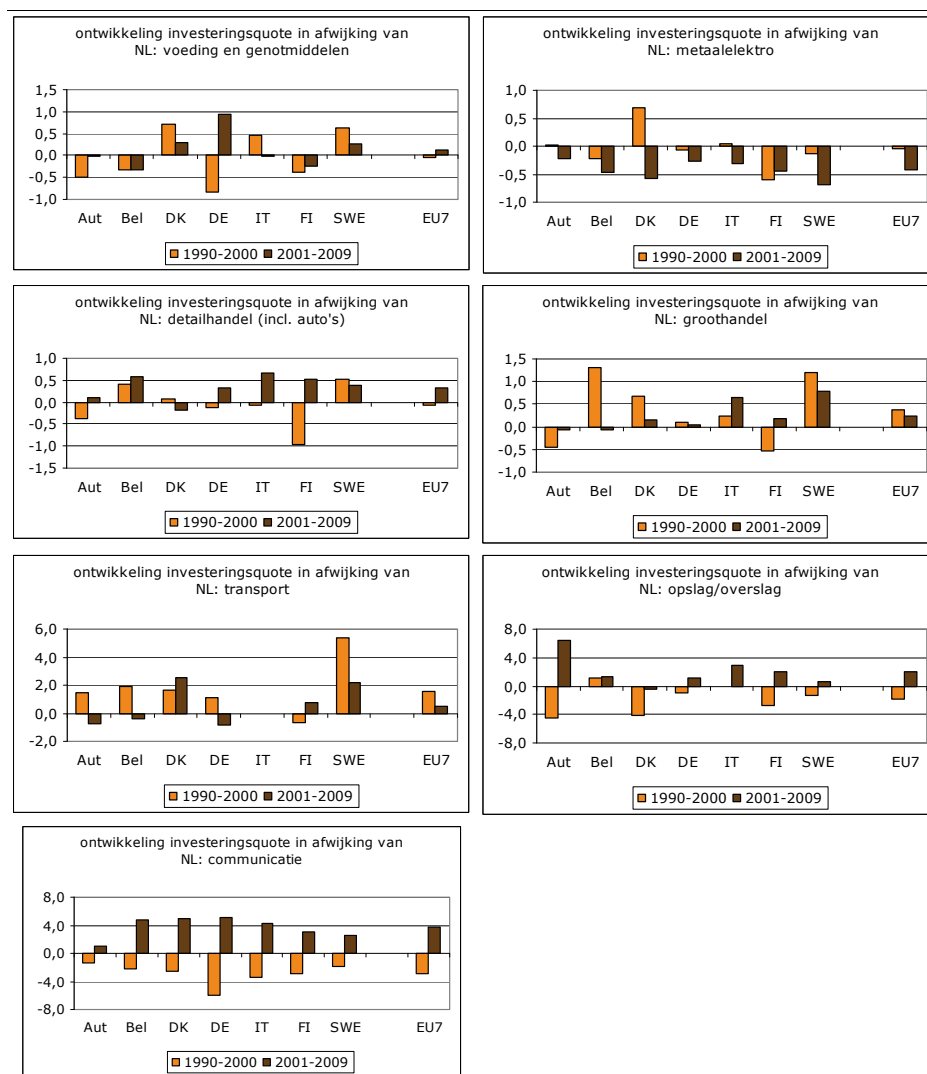 ontwikkeling investeringsquote in afwijking van
NL: voeding en genotmiddelen
1,5
1,0
0,5
0,0
-0,5
-1,0
Aut Bel DK DE IT FI SWE EU7
1990-2000 2001-2009
ontwikkeling investeringsquote in afwijking van
NL: metaalelektro
1,0
0,5
0,0
-0,5
-1,0
Aut Bel DK DE IT FI SWE EU7
1990-2000 2001-2009
ontwikkeling investeringsquote in afwijking van
NL: detailhandel (incl. auto's)
1,0
0,5
0,0
-0,5
-1,0
-1,5
Aut Bel DK DE IT FI SWE EU7
1990-2000 2001-2009
ontwikkeling investeringsquote in afwijking van
NL: groothandel
1,5
1,0
0,5
0,0
-0,5
-1,0
Aut Bel DK DE IT FI SWE EU7
1990-2000 2001-2009
ontwikkeling investeringsquote in afwijking van
NL: transport
6,0
4,0
2,0
0,0
-2,0
Aut Bel DK DE IT FI SWE EU7
1990-2000 2001-2009
ontwikkeling investeringsquote in afwijking van
NL: opslag/overslag
8,0
4,0
0,0
-4,0
-8,0
Aut Bel DK DE IT FI SWE EU7
1990-2000 2001-2009
ontwikkeling investeringsquote in afwijking van
NL: communicatie
8,0
4,0
0,0
-4,0
-8,0
Aut Bel DK DE IT FI SWE EU7
1990-2000 2001-2009